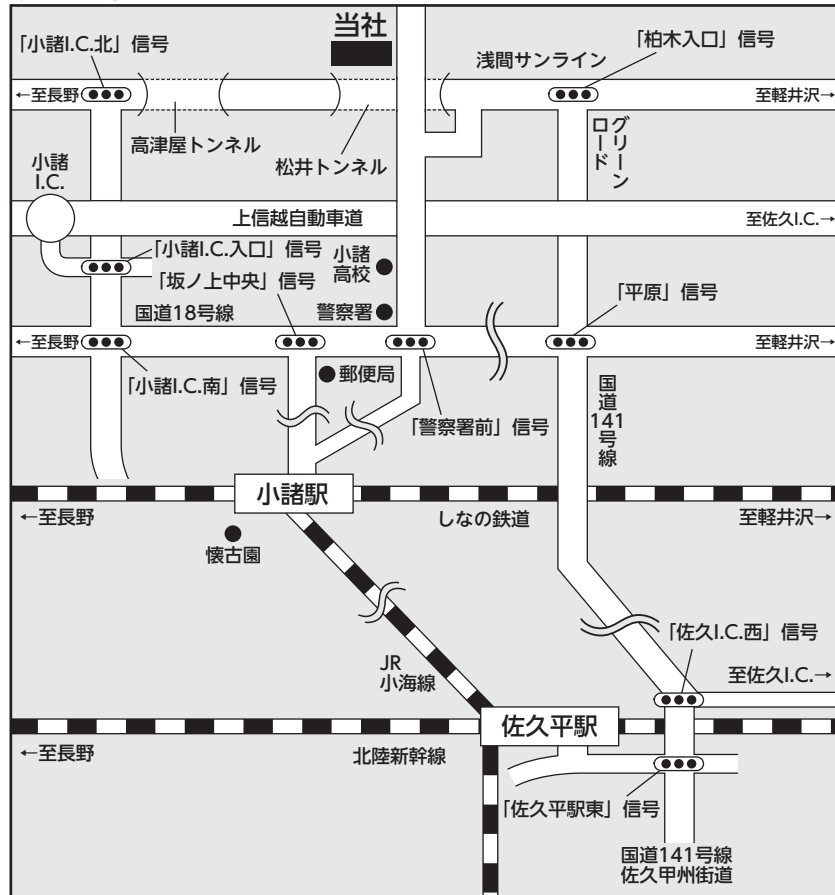 当社
「小諸I.C.北」信号
「柏木入口」信号
浅間サンライン
←至長野
至軽井沢→
高津屋トンネル
松井トンネル
グリーン
ロード
小諸
I.C.
上信越自動車道
至佐久I.C.→
「小諸I.C.入口」信号
小諸
高校
「坂ノ上中央」信号
「平原」信号
国道18号線
警察署
←至長野
至軽井沢→
「小諸I.C.南」信号
郵便局
「警察署前」信号
国道141号線
小諸駅
←至長野
しなの鉄道
至軽井沢→
懐古園
「佐久I.C.西」信号
JR
小海線
至佐久I.C.→
佐久平駅
←至長野
北陸新幹線
「佐久平駅東」信号
国道141号線
佐久甲州街道